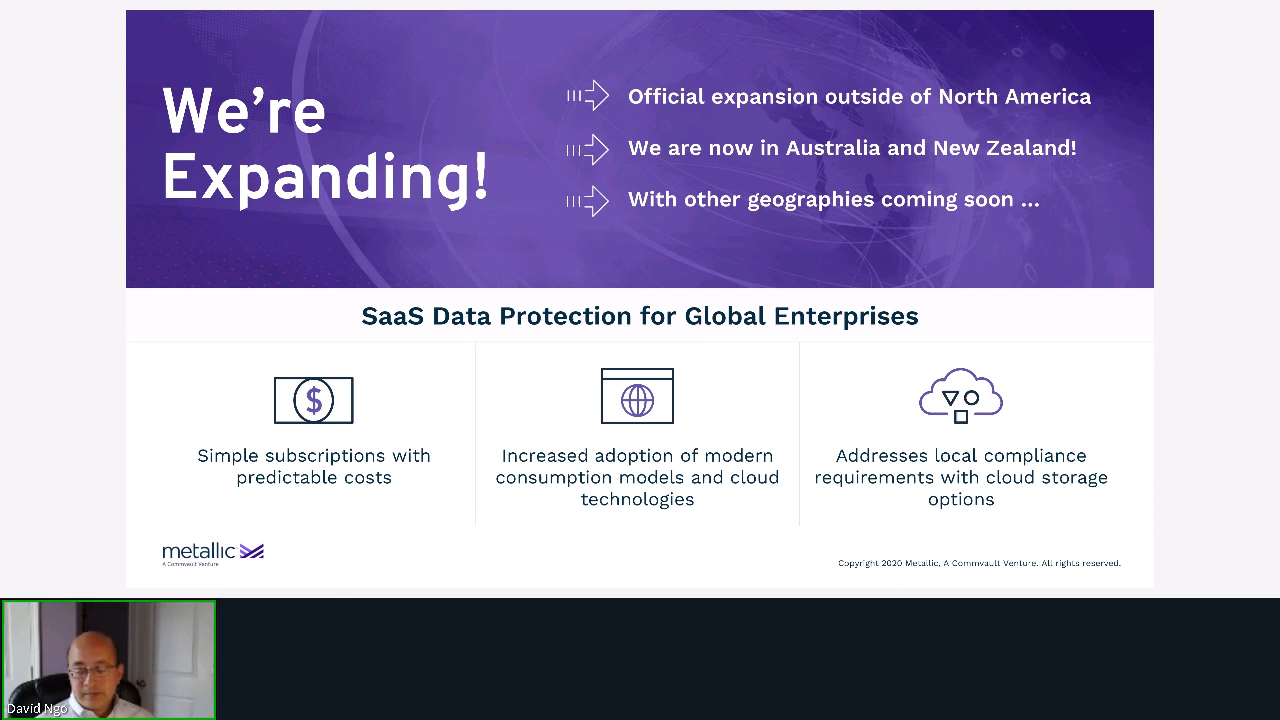 We're
Expanding!
Official expansion outside of North America
We are now in Australia and New Zealand!
With other geographies coming soon ...
SaaS Data Protection for Global Enterprises
$
Simple subscriptions with
predictable costs
Increased adoption of modern
consumption models and cloud
technologies
Addresses local compliance
requirements with cloud storage
options
metallic
A Commvault Venture
Copyright 2020 Metallic, A Commvault Venture. All rights reserved.
David Ngo